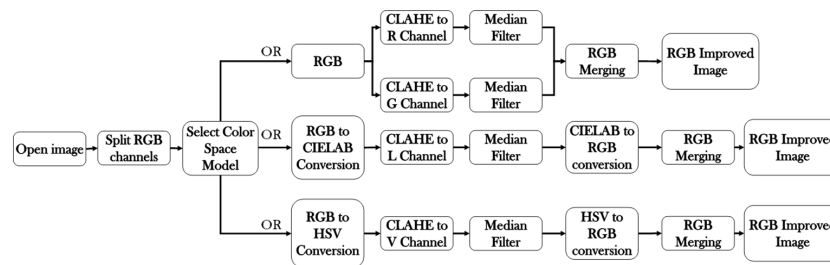 OR
RGB
CLAHE to
R Channel
Median
Filter
CLAHE to
G Channel
Median
Filter
RGB
Merging
RGB Improved
Image
Open image
Split RGB
channels
Select Color
Space
Model
OR
RGB to
CIELAB
Conversion
CLAHE to
L Channel
Median
Filter
CIELAB to
RGB
conversion
RGB
Merging
RGB Improved
Image
OR
RGB to
HSV
Conversion
CLAHE to
V Channel
Median
Filter
HSV to
RGB
conversion
RGB
Merging
RGB Improved
Image